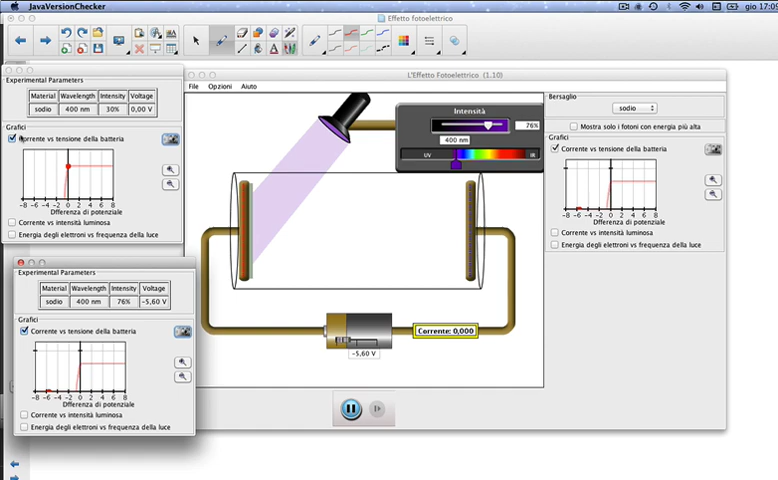 JavaVersionChecker
gio 17:09
Effetto fotoelettrico
Experimental Parameters
Material Wavelength Intensity Voltage
sodio 400 nm 30% 0,00 V
Grafici
Corrente vs tensione della batteria
-8 -6 -4 -2 0 2 4 6 8
Differenza di potenziale
Corrente vs intensità luminosa
Energia degli elettroni vs frequenza della luce
L'Effetto Fotoelettrico (1.10)
File Opzioni Aiuto
Intensità
76%
400 nm
UV IR
-5,60 V
Corrente: 0,000
Bersaglio
sodio
Mostra solo i fotoni con energia più alta
Grafici
Corrente vs tensione della batteria
-8 -6 -4 -2 0 2 4 6 8
Differenza di potenziale
Corrente vs intensità luminosa
Energia degli elettroni vs frequenza della luce
Experimental Parameters
Material Wavelength Intensity Voltage
sodio 400 nm 76% -5,60 V
Grafici
Corrente vs tensione della batteria
-8 -6 -4 -2 0 2 4 6 8
Differenza di potenziale
Corrente vs intensità luminosa
Energia degli elettroni vs frequenza della luce